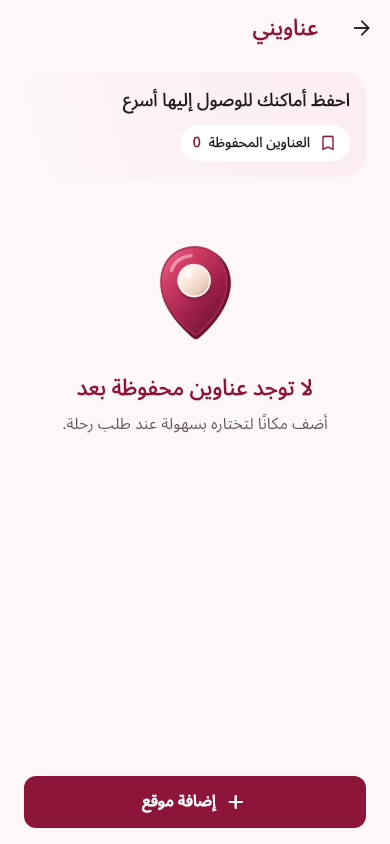 عناويني
احفظ أماكنك للوصول إليها أسرع
العناوين المحفوظة 0
لا توجد عناوين محفوظة بعد
أضف مكانًا لتختاره بسهولة عند طلب رحلة.
إضافة موقع